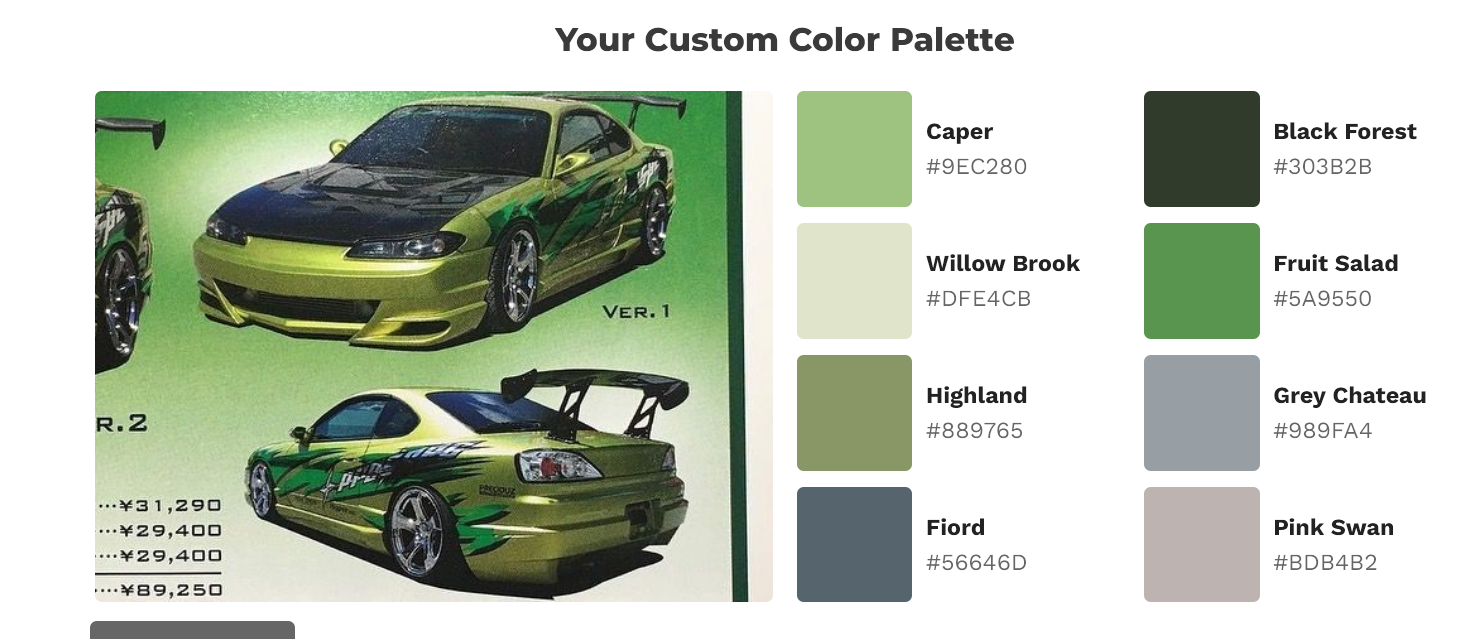 Your Custom Color Palette
Caper
#9EC280
Black Forest
#303B2B
Willow Brook
#DFE4CB
Fruit Salad
#5A9550
Highland
#889765
Grey Chateau
#989FA4
Fiord
#56646D
Pink Swan
#BDB4B2
VER.1
R.2
PRECIOUZ
···¥31,290
···¥29,400
···¥29,400
···¥89,250